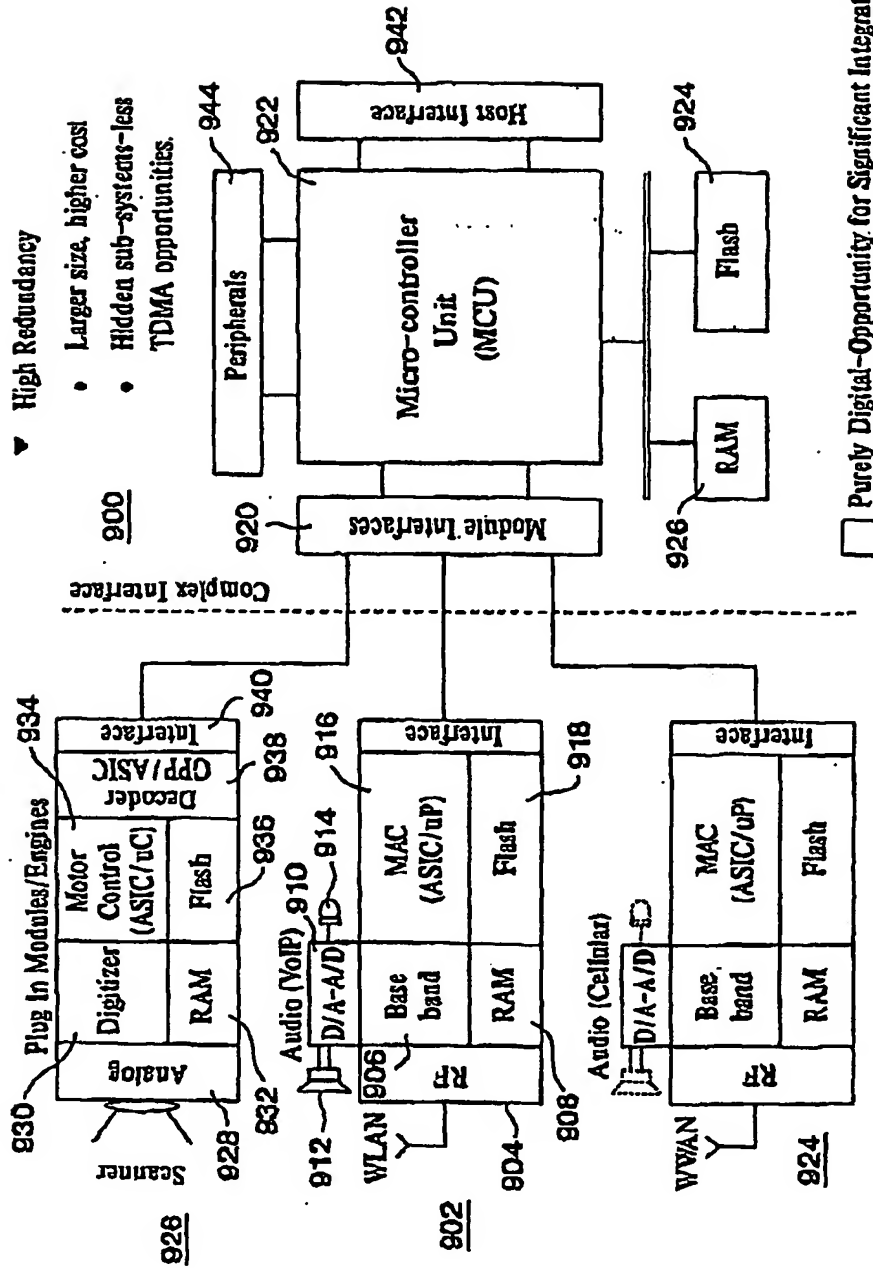 ▼ High Redundancy
• Larger size, higher cost
• Hidden sub-systems-less
TDMA opportunities.
900
Plug In Modules/Engines
Scanner
926
Analog
928
Digitizer
930
RAM
932
Motor
Control
(ASIC/uC)
934
Flash
936
Decoder
GPP/ASIC
938
Interface
940
Audio (VoIP)
912
D/A-A/D
910
914
WLAN
902
RF
904
Base
band
906
RAM
908
MAC
(ASIC/uP)
916
Flash
918
Interface
Audio (Cellular)
D/A-A/D
WWAN
924
RF
Base,
band
RAM
MAC
(ASIC/uP)
Flash
Interface
Complex Interface
Module Interfaces
920
Peripherals
944
Micro-controller
Unit
(MCU)
922
Host Interface
942
RAM
926
Flash
924
Purely Digital-Opportunity for Significant Integrat